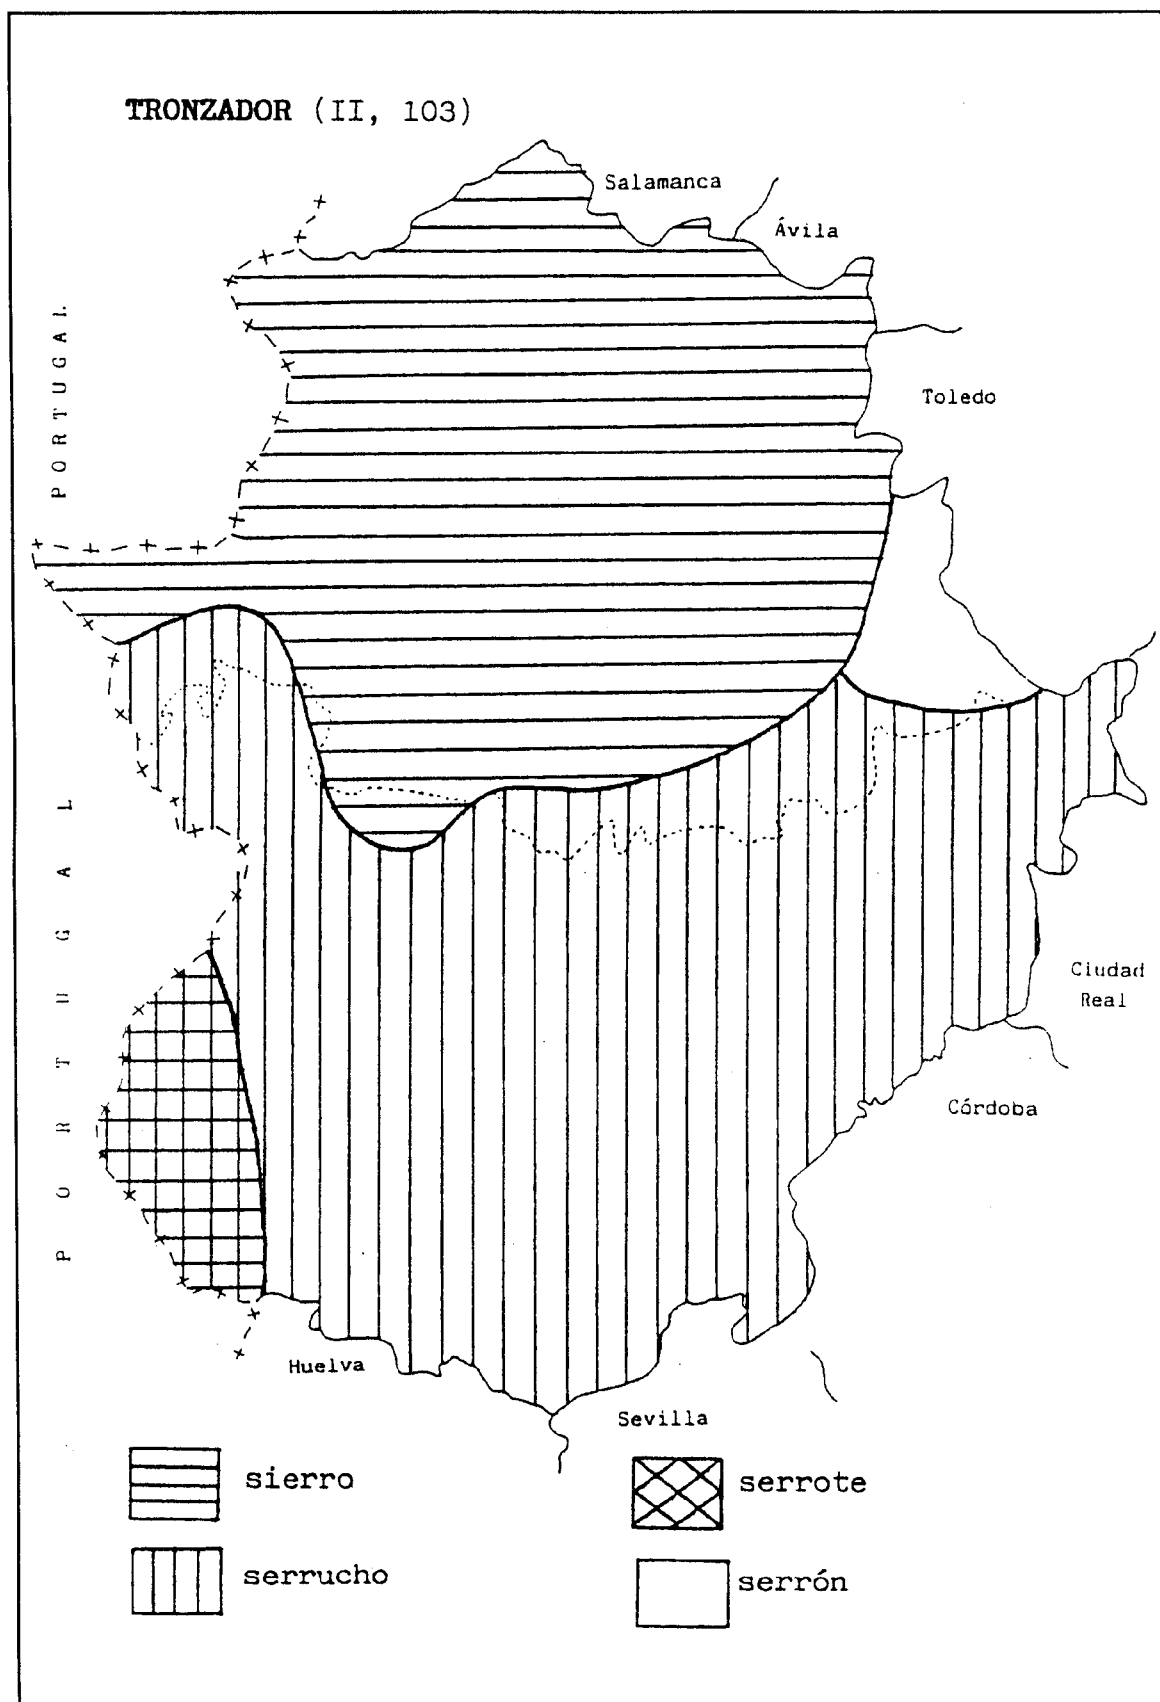 TRONZADOR (II, 103)
Salamanca
Ávila
PORTUGAL
Toledo
PORTUGAL
Ciudad
Real
Córdoba
Huelva
Sevilla
sierro
serrote
serrucho
serrón